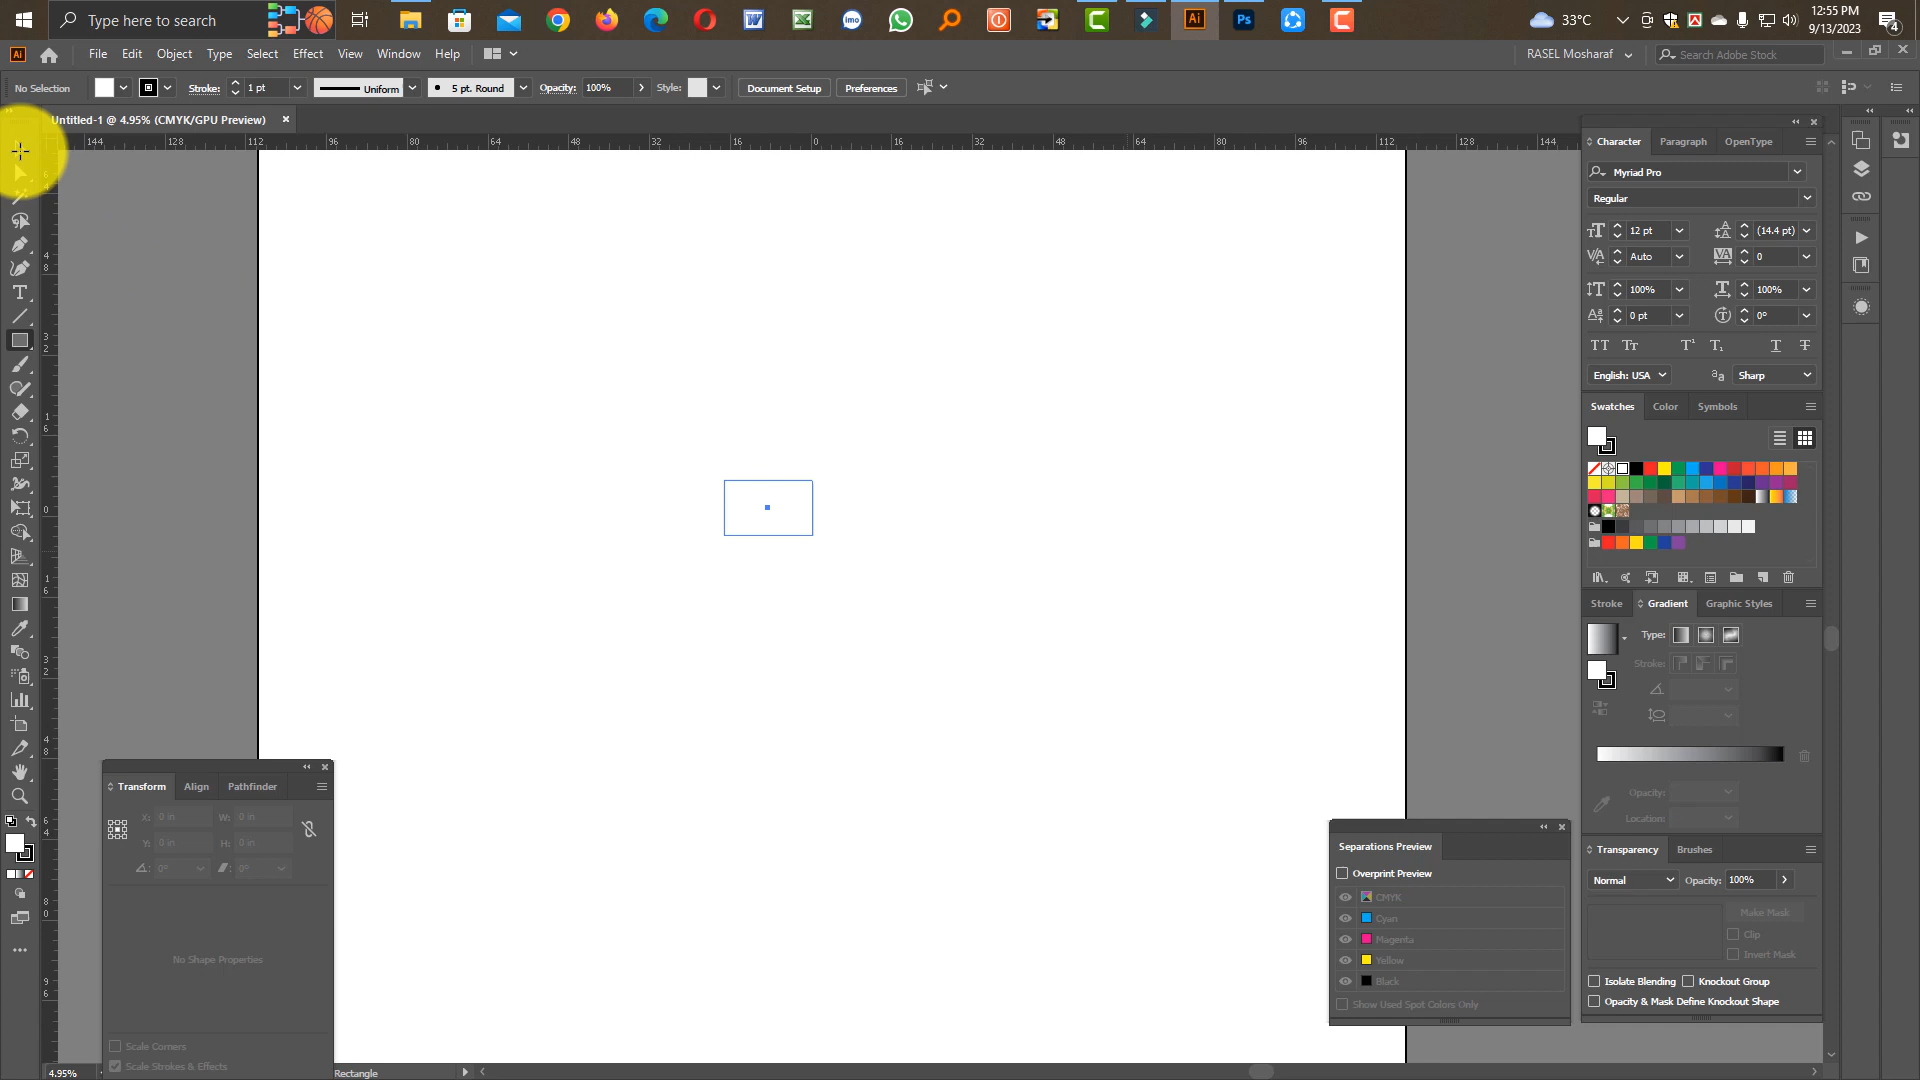 Type here to search
33°C
12:55 PM
9/13/2023
4
Ai
File Edit Object Type Select Effect View Window Help
RASEL Mosharaf
Search Adobe Stock
No Selection
Stroke: 1 pt
Uniform
5 pt. Round
Opacity: 100%
Style:
Document Setup
Preferences
Untitled-1 @ 4.95% (CMYK/GPU Preview)
144 128 112 96 80 64 48 32 16 0 16 32 48 64 80 96 112 128 144
Character Paragraph OpenType
Myriad Pro
Regular
12 pt (14.4 pt)
Auto 0
100% 100%
0 pt 0°
English: USA Sharp
Swatches Color Symbols
Stroke Gradient Graphic Styles
Type:
Stroke:
Opacity:
Location:
Transparency Brushes
Normal Opacity: 100%
Make Mask
Clip
Invert Mask
Isolate Blending Knockout Group
Opacity & Mask Define Knockout Shape
Transform Align Pathfinder
X: 0 in W: 0 in
Y: 0 in H: 0 in
0° 0°
No Shape Properties
Scale Corners
Scale Strokes & Effects
Separations Preview
Overprint Preview
CMYK
Cyan
Magenta
Yellow
Black
Show Used Spot Colors Only
4.95%
Rectangle